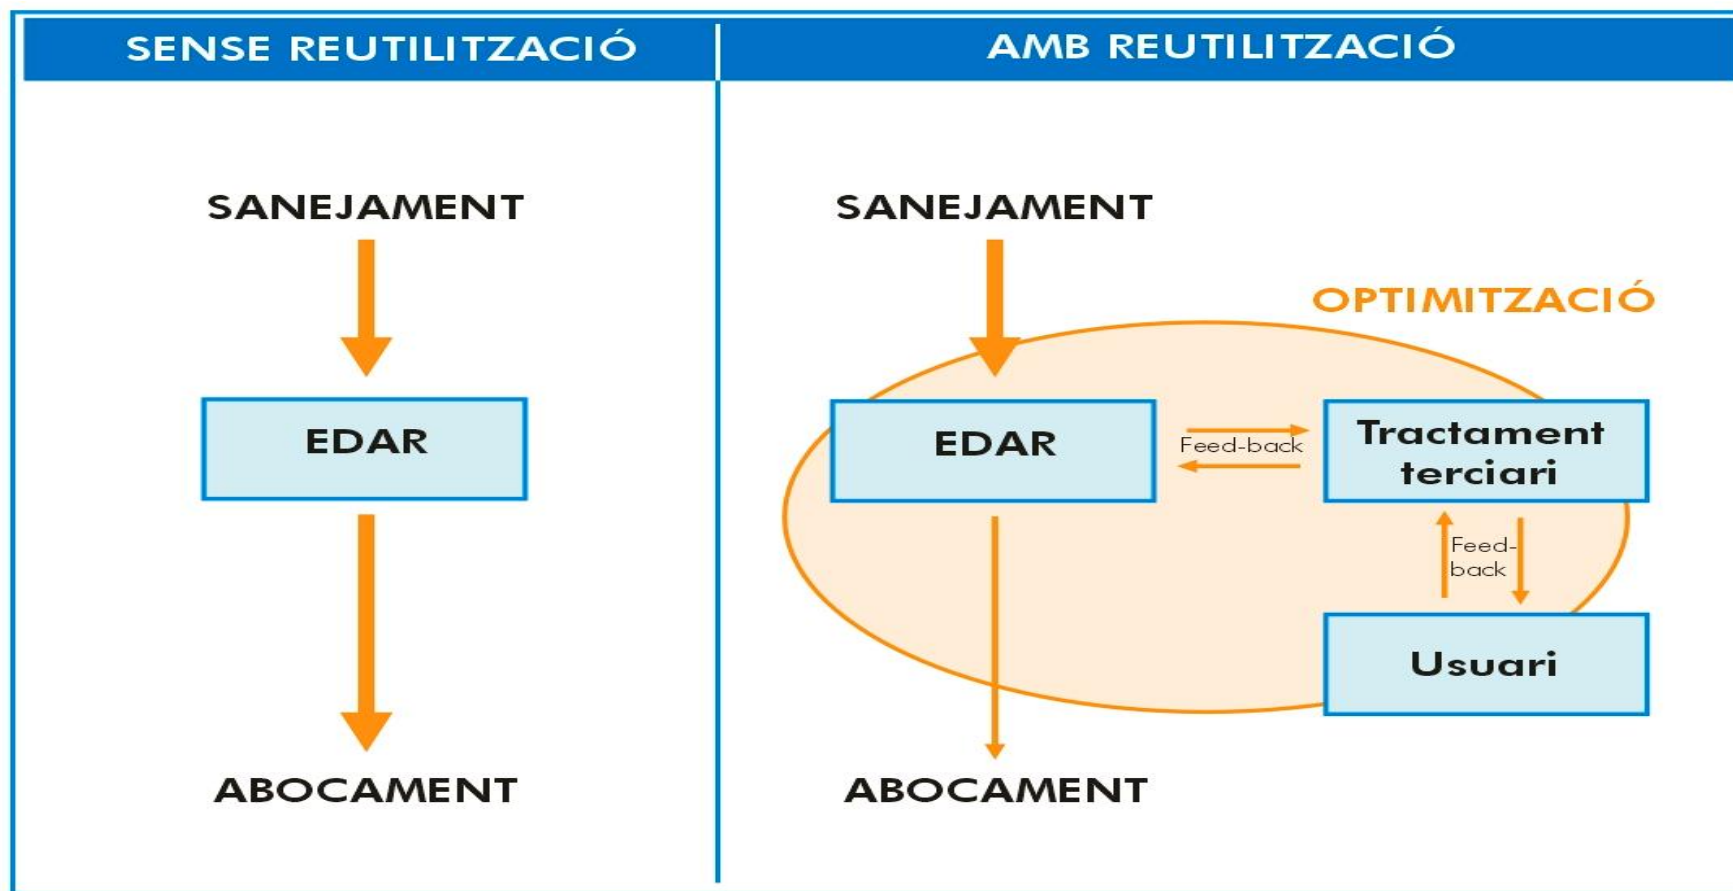 SENSE REUTILITZACIÓ
SANEJAMENT
EDAR
ABOCAMENT
AMB REUTILITZACIÓ
SANEJAMENT
OPTIMITZACIÓ
EDAR
Feed-back
Tractament
terciari
Feed-
back
Usuari
ABOCAMENT